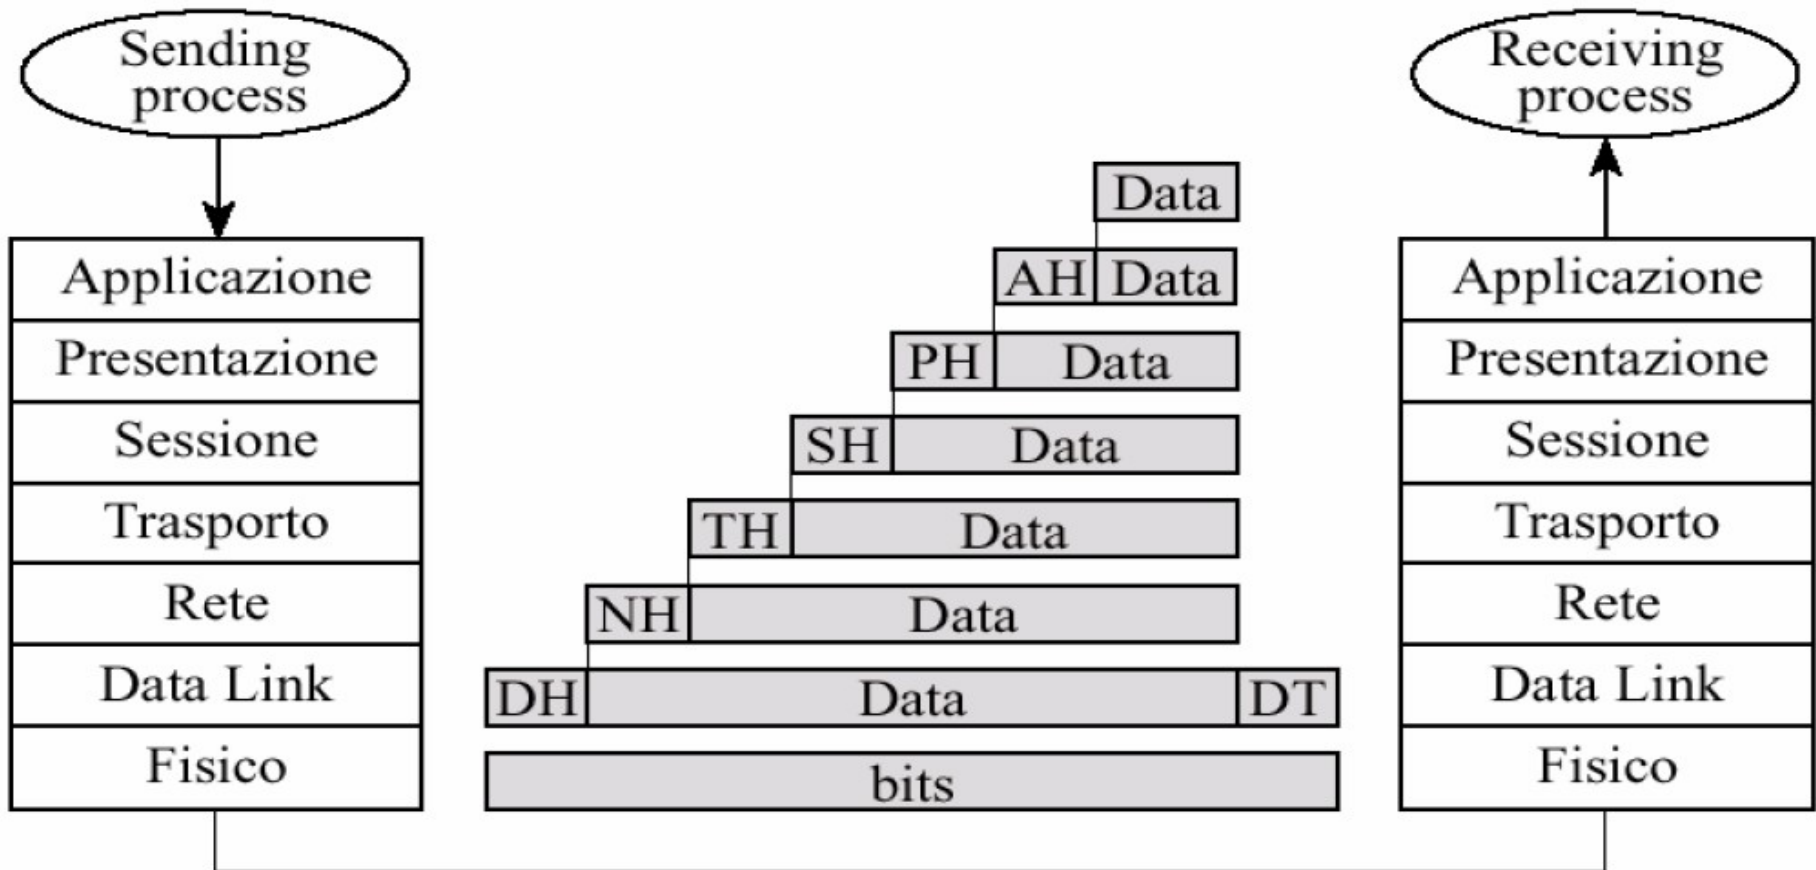 Sending
process
Receiving
process
Data
Applicazione
AH Data
Applicazione
Presentazione
PH Data
Presentazione
Sessione
SH Data
Sessione
Trasporto
TH Data
Trasporto
Rete
NH Data
Rete
Data Link
DH Data DT
Data Link
Fisico
bits
Fisico